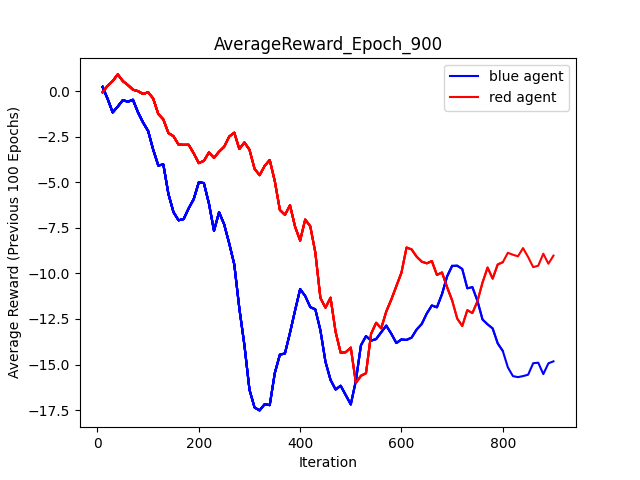 AverageReward_Epoch_900
blue agent
red agent
Average Reward (Previous 100 Epochs)
0.0
−2.5
−5.0
−7.5
−10.0
−12.5
−15.0
−17.5
0
200
400
600
800
Iteration